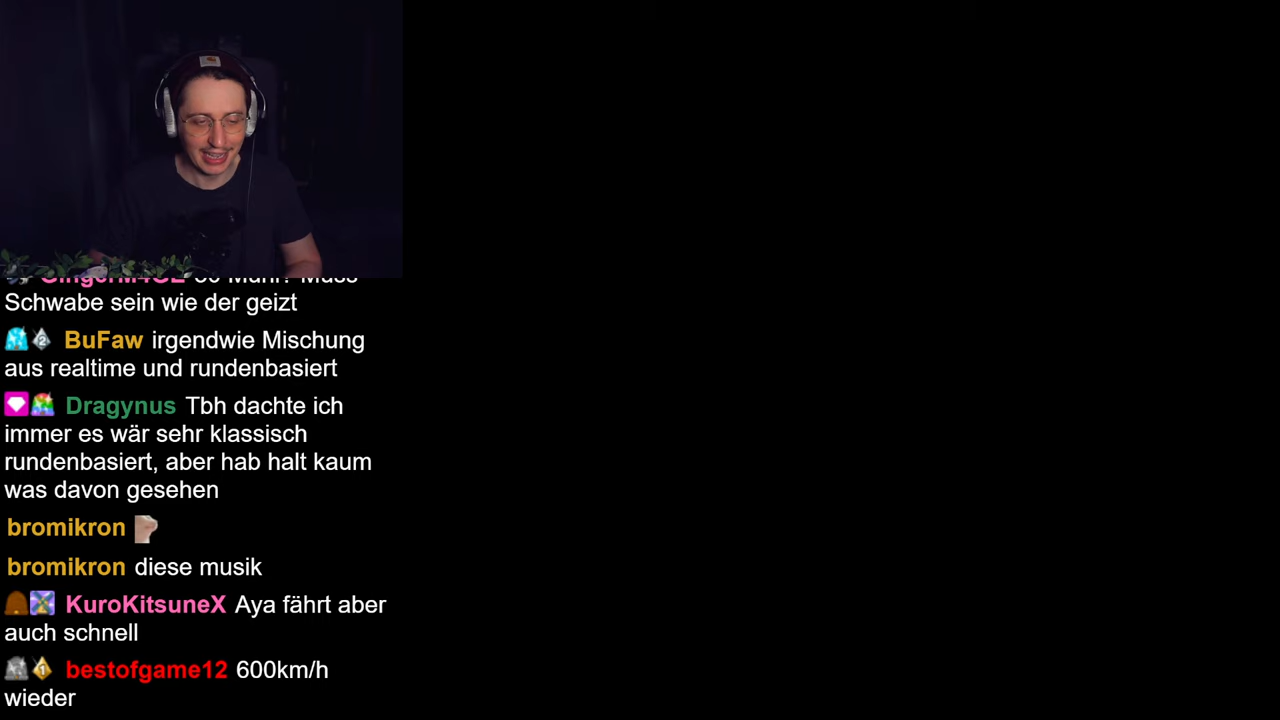 Schwabe sein wie der geizt
BuFaw irgendwie Mischung
aus realtime und rundenbasiert
Dragynus Tbh dachte ich
immer es wär sehr klassisch
rundenbasiert, aber hab halt kaum
was davon gesehen
bromikron
bromikron diese musik
KuroKitsuneX Aya fährt aber
auch schnell
bestofgame12 600km/h
wieder